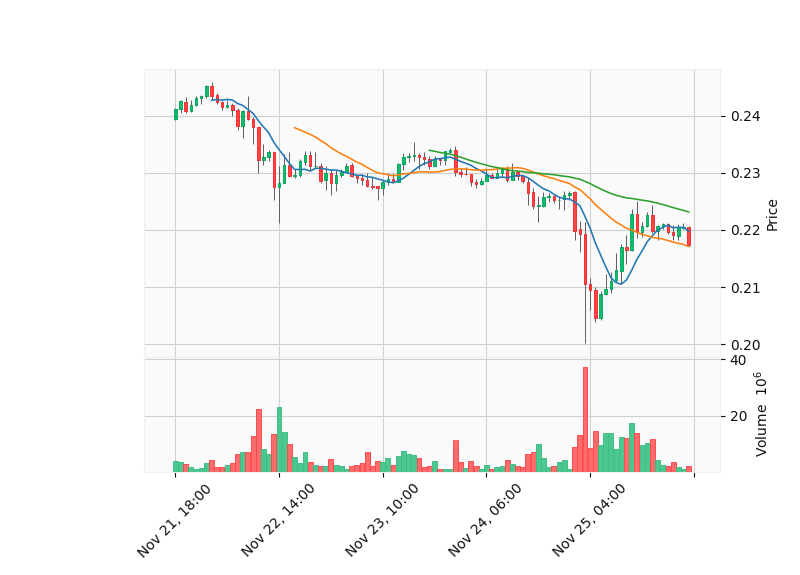 0.24
0.23
0.22
0.21
0.20
Price
40
20
Volume 10^6
Nov 21, 18:00
Nov 22, 14:00
Nov 23, 10:00
Nov 24, 06:00
Nov 25, 04:00